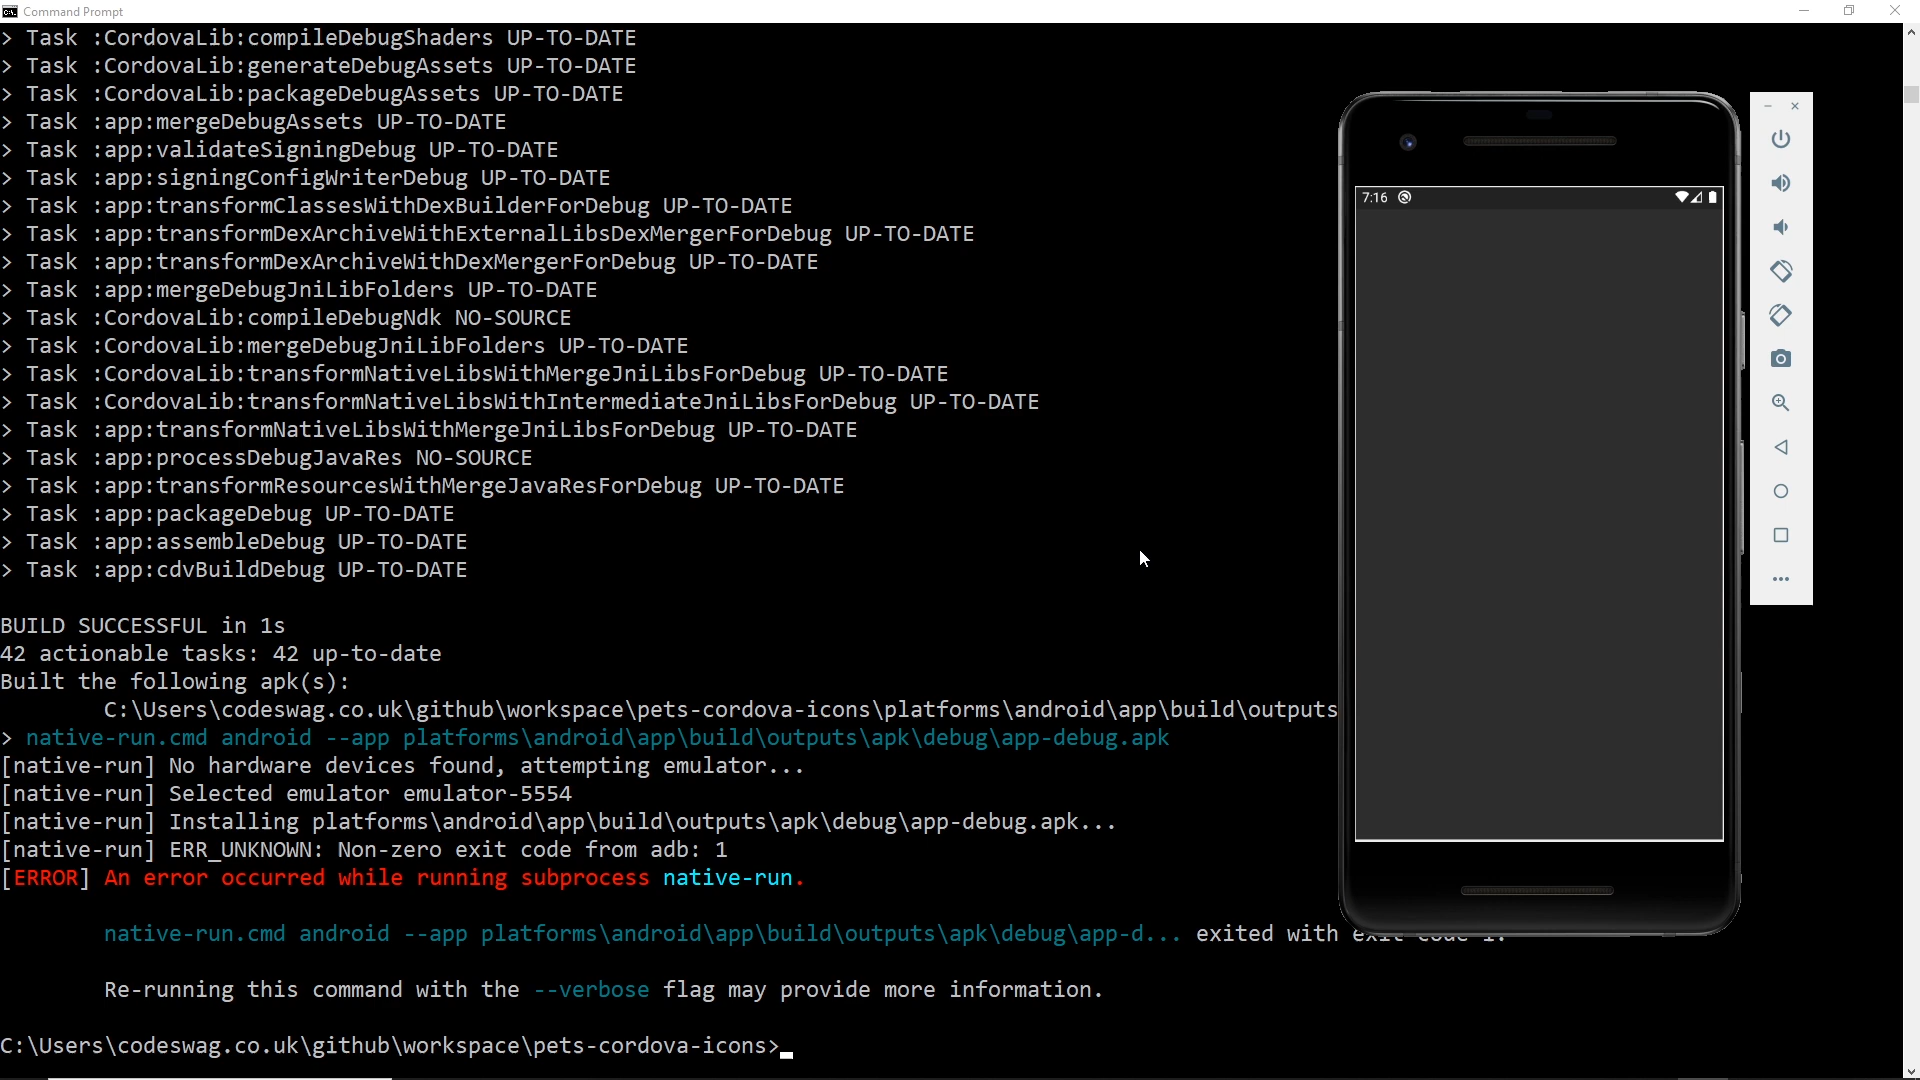 Command Prompt
> Task :CordovaLib:compileDebugShaders UP-TO-DATE
> Task :CordovaLib:generateDebugAssets UP-TO-DATE
> Task :CordovaLib:packageDebugAssets UP-TO-DATE
> Task :app:mergeDebugAssets UP-TO-DATE
> Task :app:validateSigningDebug UP-TO-DATE
> Task :app:signingConfigWriterDebug UP-TO-DATE
> Task :app:transformClassesWithDexBuilderForDebug UP-TO-DATE
> Task :app:transformDexArchiveWithExternalLibsDexMergerForDebug UP-TO-DATE
> Task :app:transformDexArchiveWithDexMergerForDebug UP-TO-DATE
> Task :app:mergeDebugJniLibFolders UP-TO-DATE
> Task :CordovaLib:compileDebugNdk NO-SOURCE
> Task :CordovaLib:mergeDebugJniLibFolders UP-TO-DATE
> Task :CordovaLib:transformNativeLibsWithMergeJniLibsForDebug UP-TO-DATE
> Task :CordovaLib:transformNativeLibsWithIntermediateJniLibsForDebug UP-TO-DATE
> Task :app:transformNativeLibsWithMergeJniLibsForDebug UP-TO-DATE
> Task :app:processDebugJavaRes NO-SOURCE
> Task :app:transformResourcesWithMergeJavaResForDebug UP-TO-DATE
> Task :app:packageDebug UP-TO-DATE
> Task :app:assembleDebug UP-TO-DATE
> Task :app:cdvBuildDebug UP-TO-DATE
BUILD SUCCESSFUL in 1s
42 actionable tasks: 42 up-to-date
Built the following apk(s):
C:\Users\codeswag.co.uk\github\workspace\pets-cordova-icons\platforms\android\app\build\outputs
> native-run.cmd android --app platforms\android\app\build\outputs\apk\debug\app-debug.apk
[native-run] No hardware devices found, attempting emulator...
[native-run] Selected emulator emulator-5554
[native-run] Installing platforms\android\app\build\outputs\apk\debug\app-debug.apk...
[native-run] ERR_UNKNOWN: Non-zero exit code from adb: 1
[ERROR] An error occurred while running subprocess native-run.
native-run.cmd android --app platforms\android\app\build\outputs\apk\debug\app-d... exited with exit code 1.
Re-running this command with the --verbose flag may provide more information.
C:\Users\codeswag.co.uk\github\workspace\pets-cordova-icons>
7:16